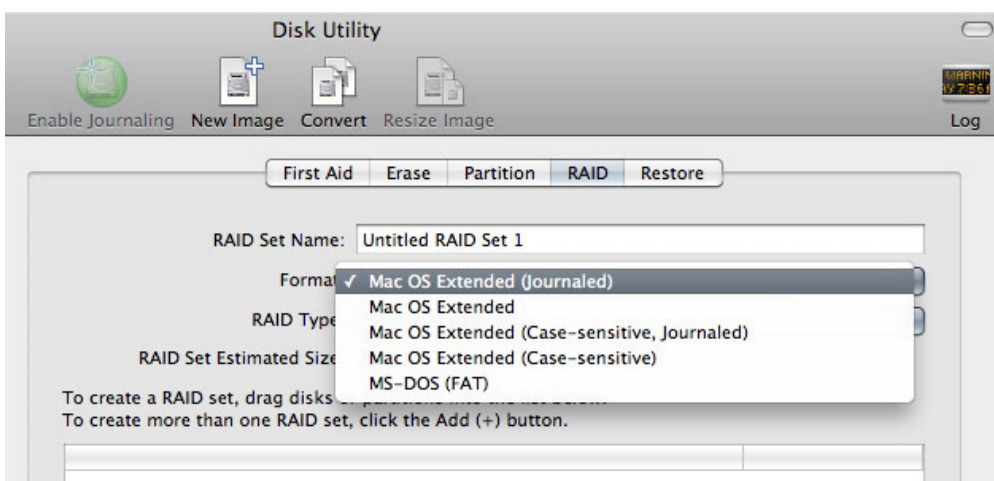 Disk Utility
Enable Journaling New Image Convert Resize Image Log
First Aid Erase Partition RAID Restore
RAID Set Name: Untitled RAID Set 1
Format
✓ Mac OS Extended (Journaled)
Mac OS Extended
RAID Type
Mac OS Extended (Case-sensitive, Journaled)
RAID Set Estimated Size
Mac OS Extended (Case-sensitive)
MS-DOS (FAT)
To create a RAID set, drag disks
To create more than one RAID set, click the Add (+) button.